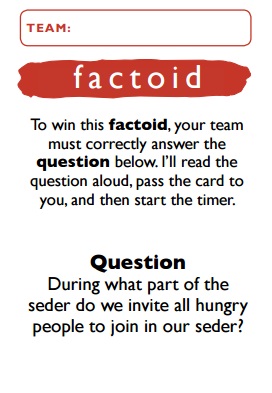 TEAM:
factoid
To win this factoid, your team
must correctly answer the
question below. I'll read the
question aloud, pass the card to
you, and then start the timer.
Question
During what part of the
seder do we invite all hungry
people to join in our seder?